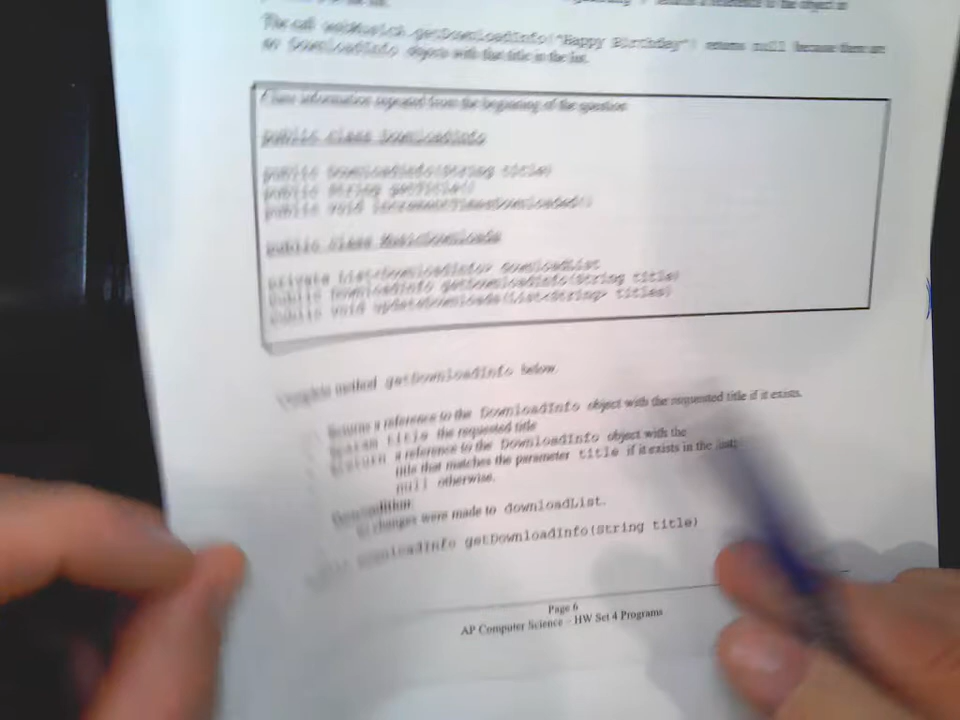 The call webMusicA.getDownloadInfo("Happy Birthday") returns null because there are
no DownloadInfo objects with that title in the list.
Class information repeated from the beginning of the question
public class DownloadInfo
public DownloadInfo(String title)
public String getTitle()
public void incrementTimesDownloaded()
public class MusicDownloads
private List<DownloadInfo> downloadList
public DownloadInfo getDownloadInfo(String title)
public void updateDownloads(List<String> titles)
Complete method getDownloadInfo below.
Returns a reference to the DownloadInfo object with the requested title if it exists.
@param title the requested title
@return a reference to the DownloadInfo object with the
title that matches the parameter title if it exists in the list;
null otherwise.
Postcondition:
no changes were made to downloadList.
public DownloadInfo getDownloadInfo(String title)
Page 6
AP Computer Science – HW Set 4 Programs